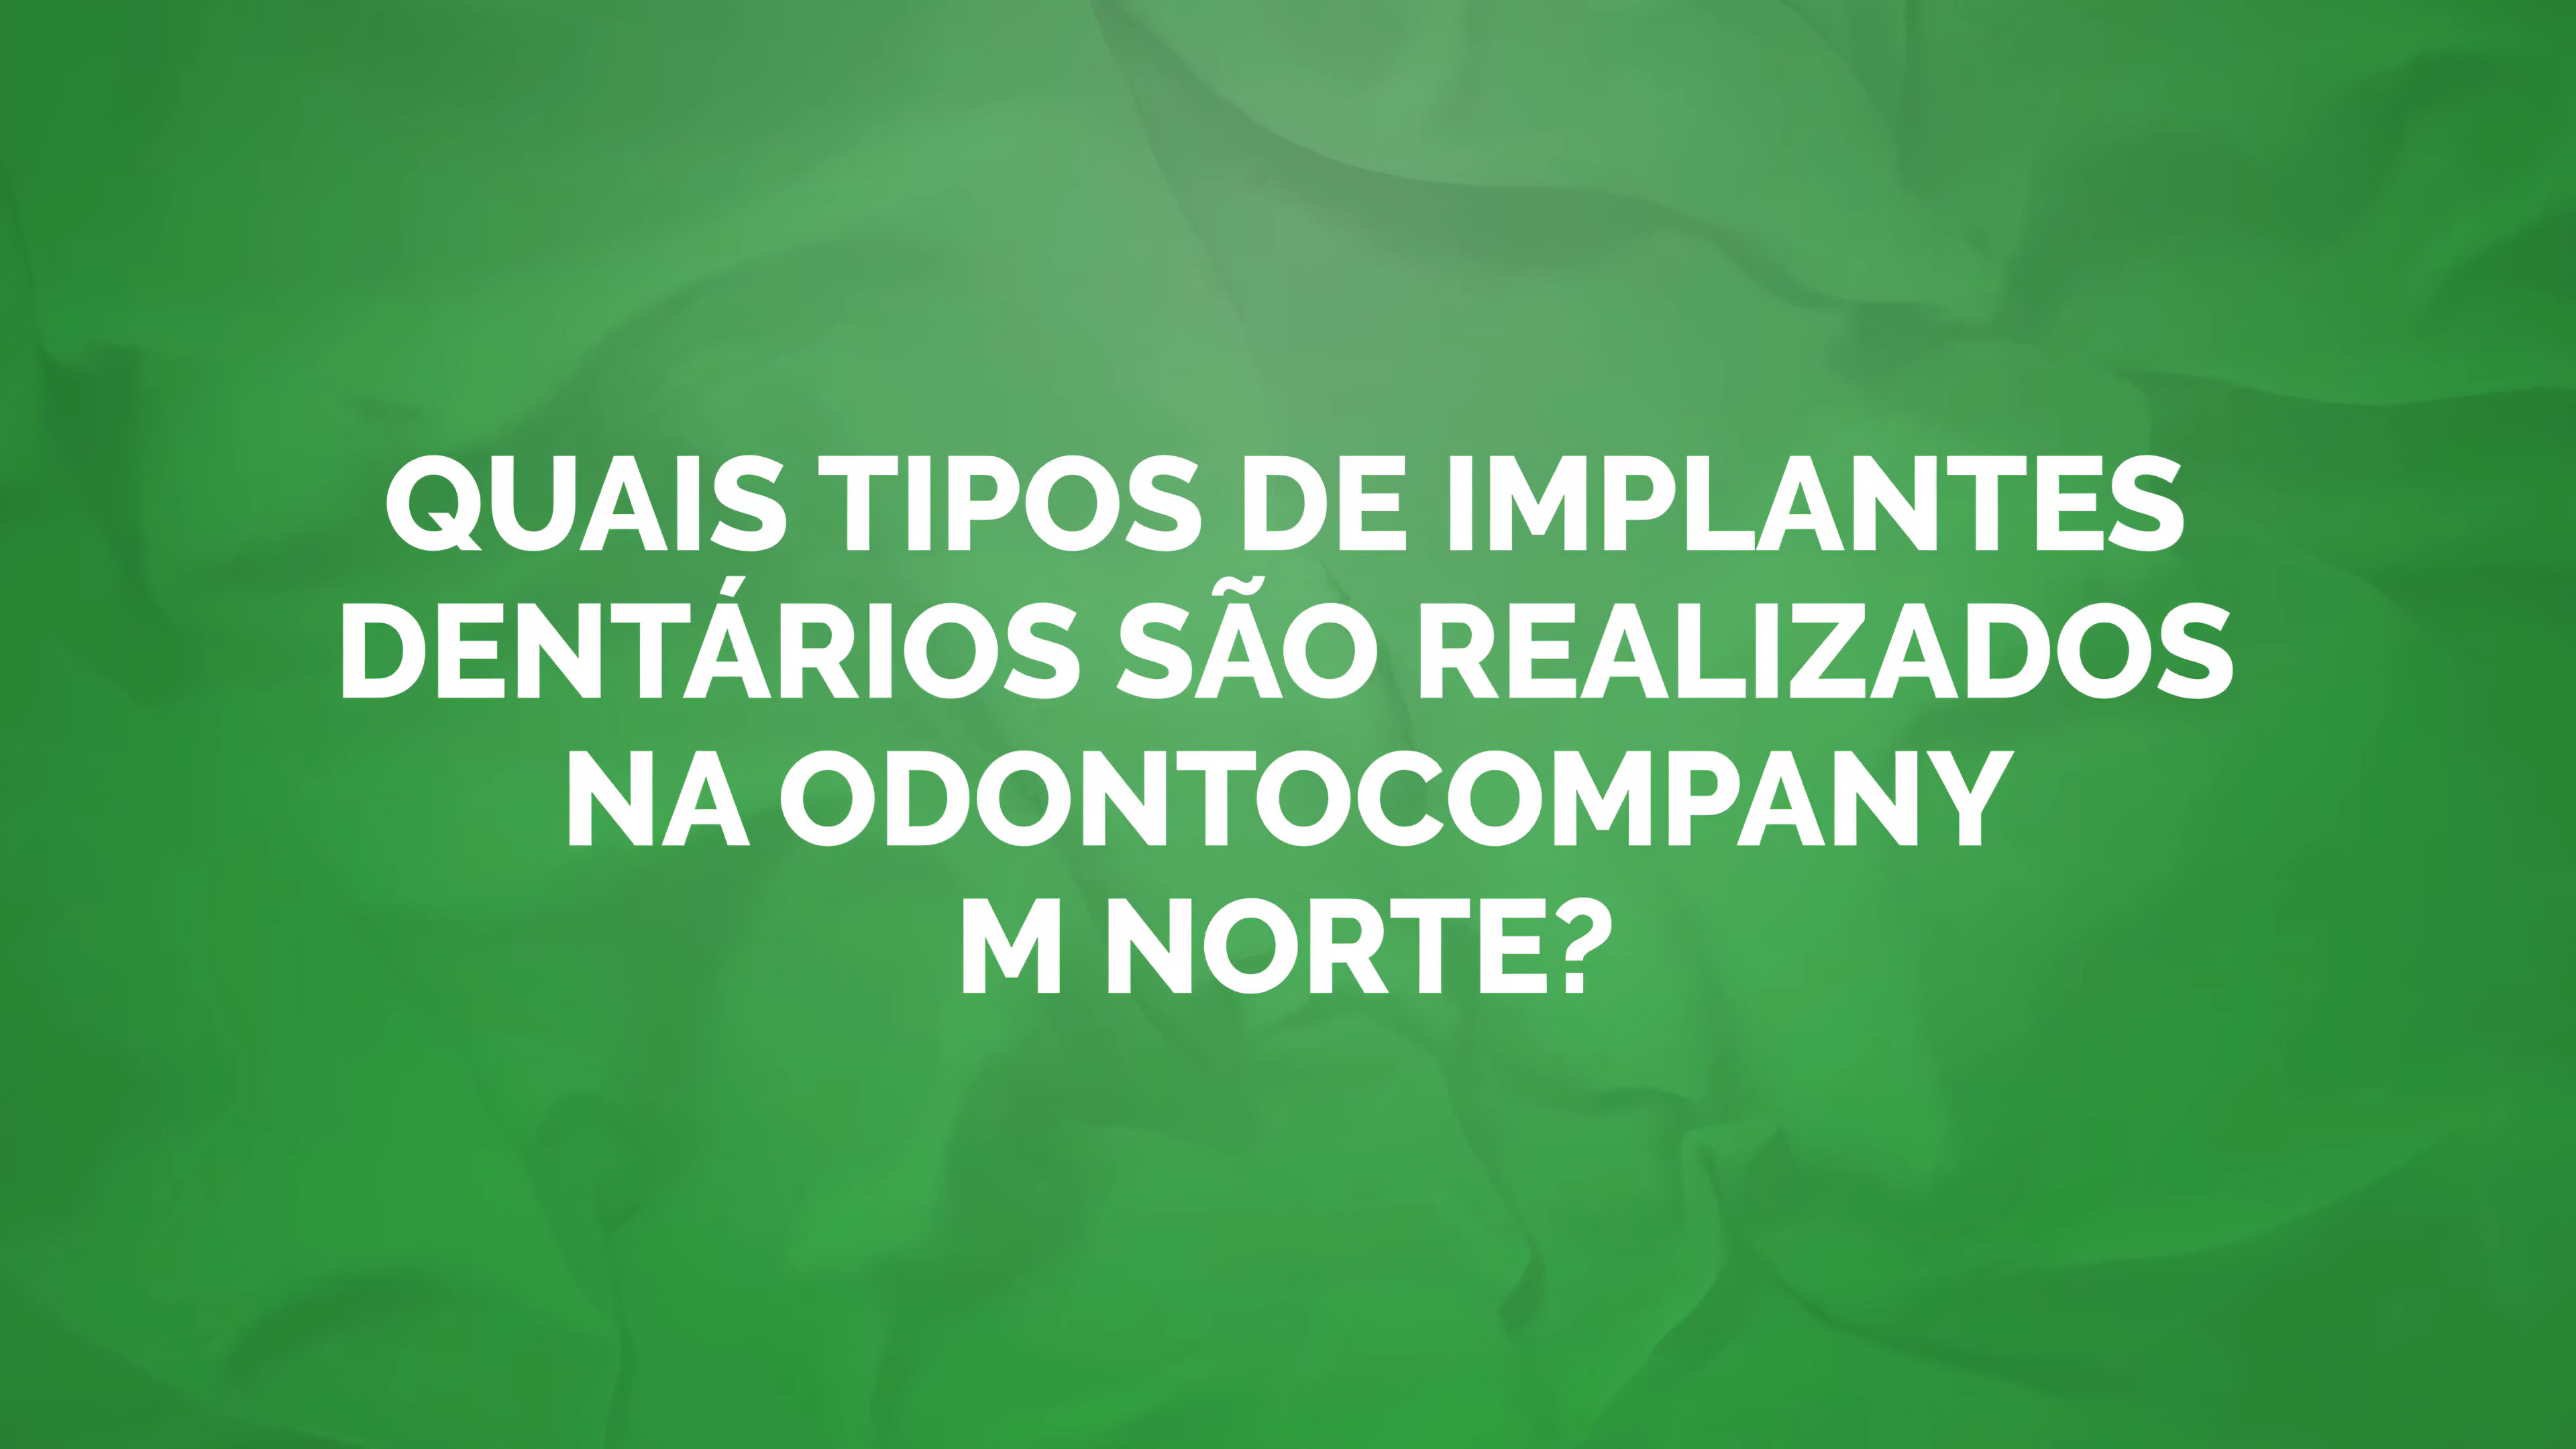 QUAIS TIPOS DE IMPLANTES
DENTÁRIOS SÃO REALIZADOS
NA ODONTOCOMPANY
M NORTE?